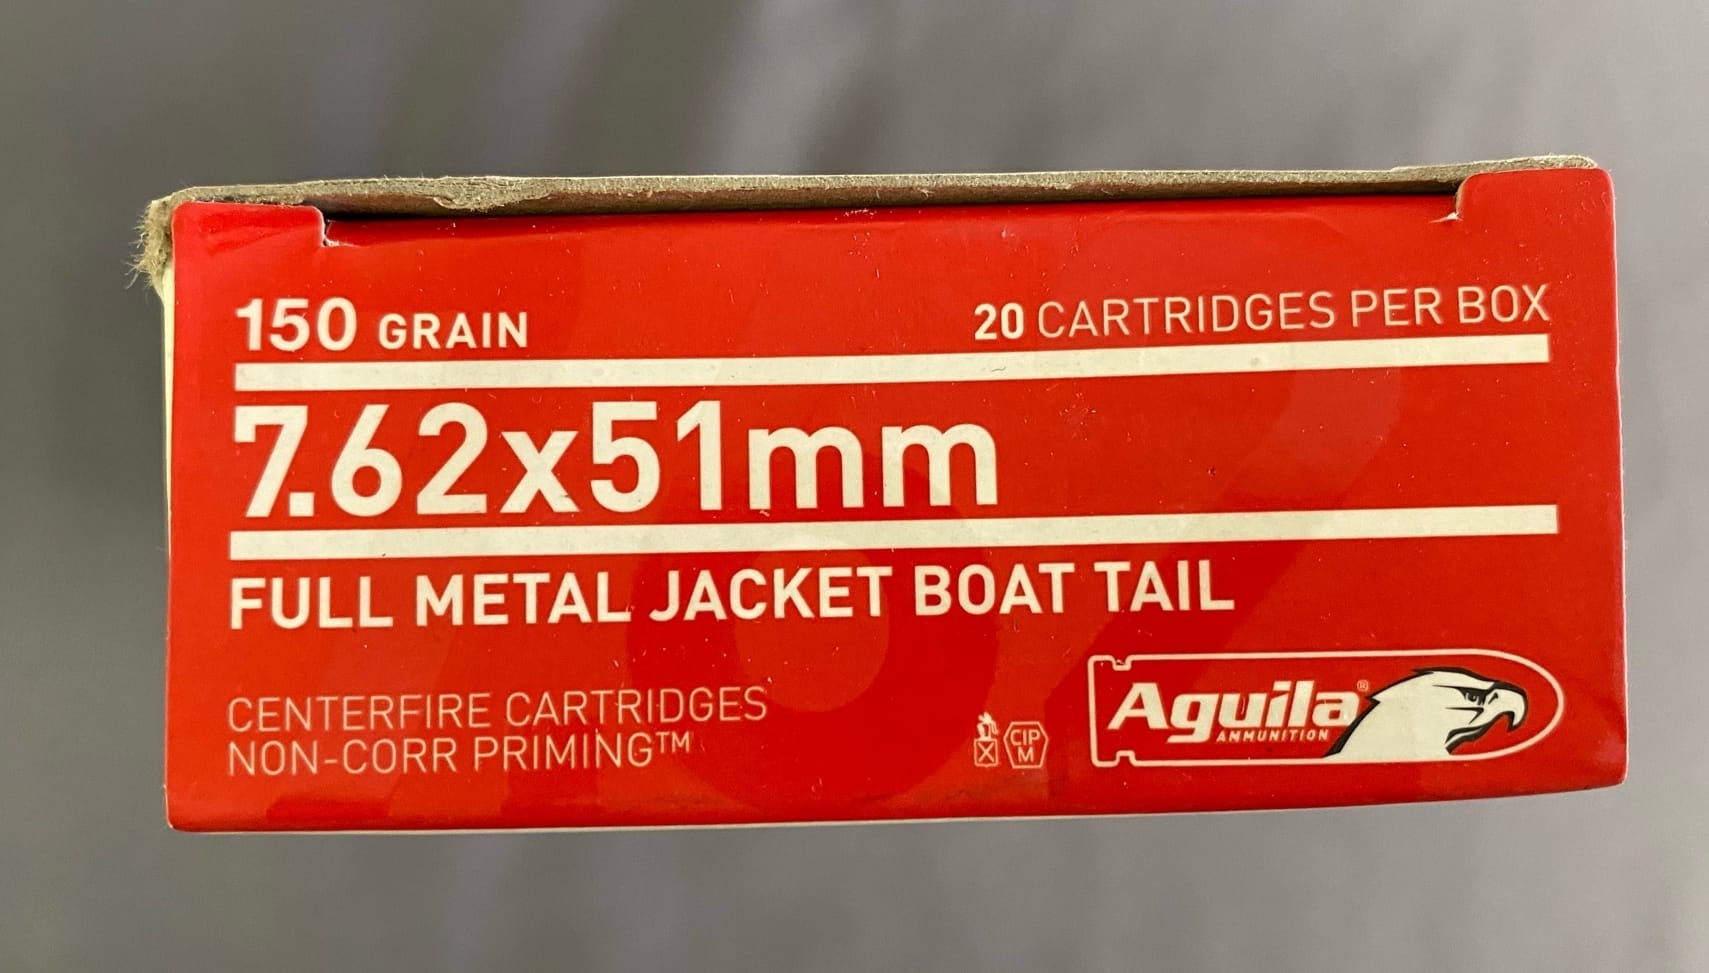 150 GRAIN
20 CARTRIDGES PER BOX
7.62x51mm
FULL METAL JACKET BOAT TAIL
CENTERFIRE CARTRIDGES
NON-CORR PRIMING™
CIP
M
Aguila®
AMMUNITION